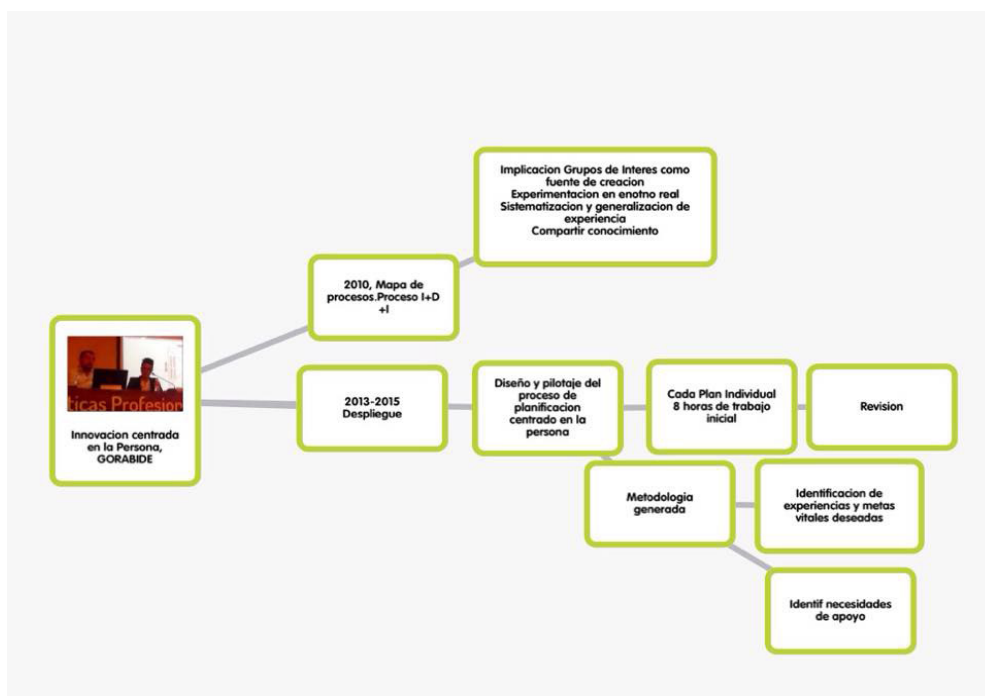 Implicacion Grupos de Interes como
fuente de creacion
Experimentacion en enotno real
Sistematizacion y generalizacion de
experiencia
Compartir conocimiento
2010, Mapa de
procesos.Proceso I+D
+I
ticas Profesion
Innovacion centrada
en la Persona,
GORABIDE
2013-2015
Despliegue
Diseño y pilotaje del
proceso de
planificacion
centrado en la
persona
Cada Plan Individual
8 horas de trabajo
inicial
Revision
Metodologia
generada
Identificacion de
experiencias y metas
vitales deseadas
Identif necesidades
de apoyo